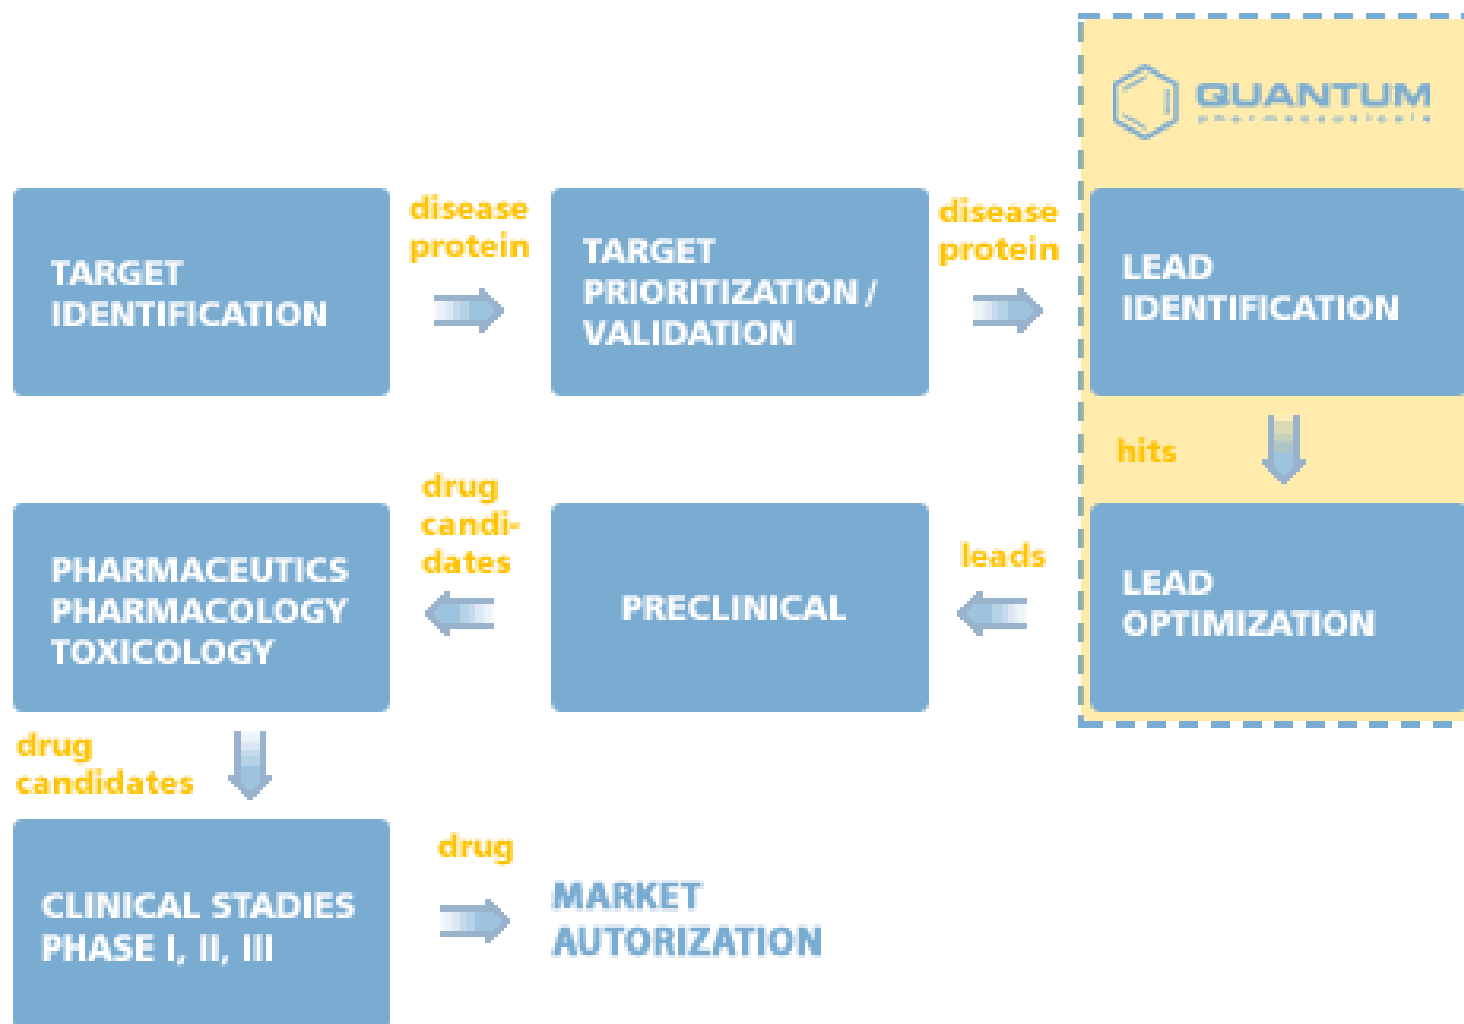 QUANTUM
pharmaceuticals
TARGET
IDENTIFICATION
disease
protein
TARGET
PRIORITIZATION /
VALIDATION
disease
protein
LEAD
IDENTIFICATION
hits
LEAD
OPTIMIZATION
leads
PRECLINICAL
drug
candi-
dates
PHARMACEUTICS
PHARMACOLOGY
TOXICOLOGY
drug
candidates
CLINICAL STADIES
PHASE I, II, III
drug
MARKET
AUTORIZATION